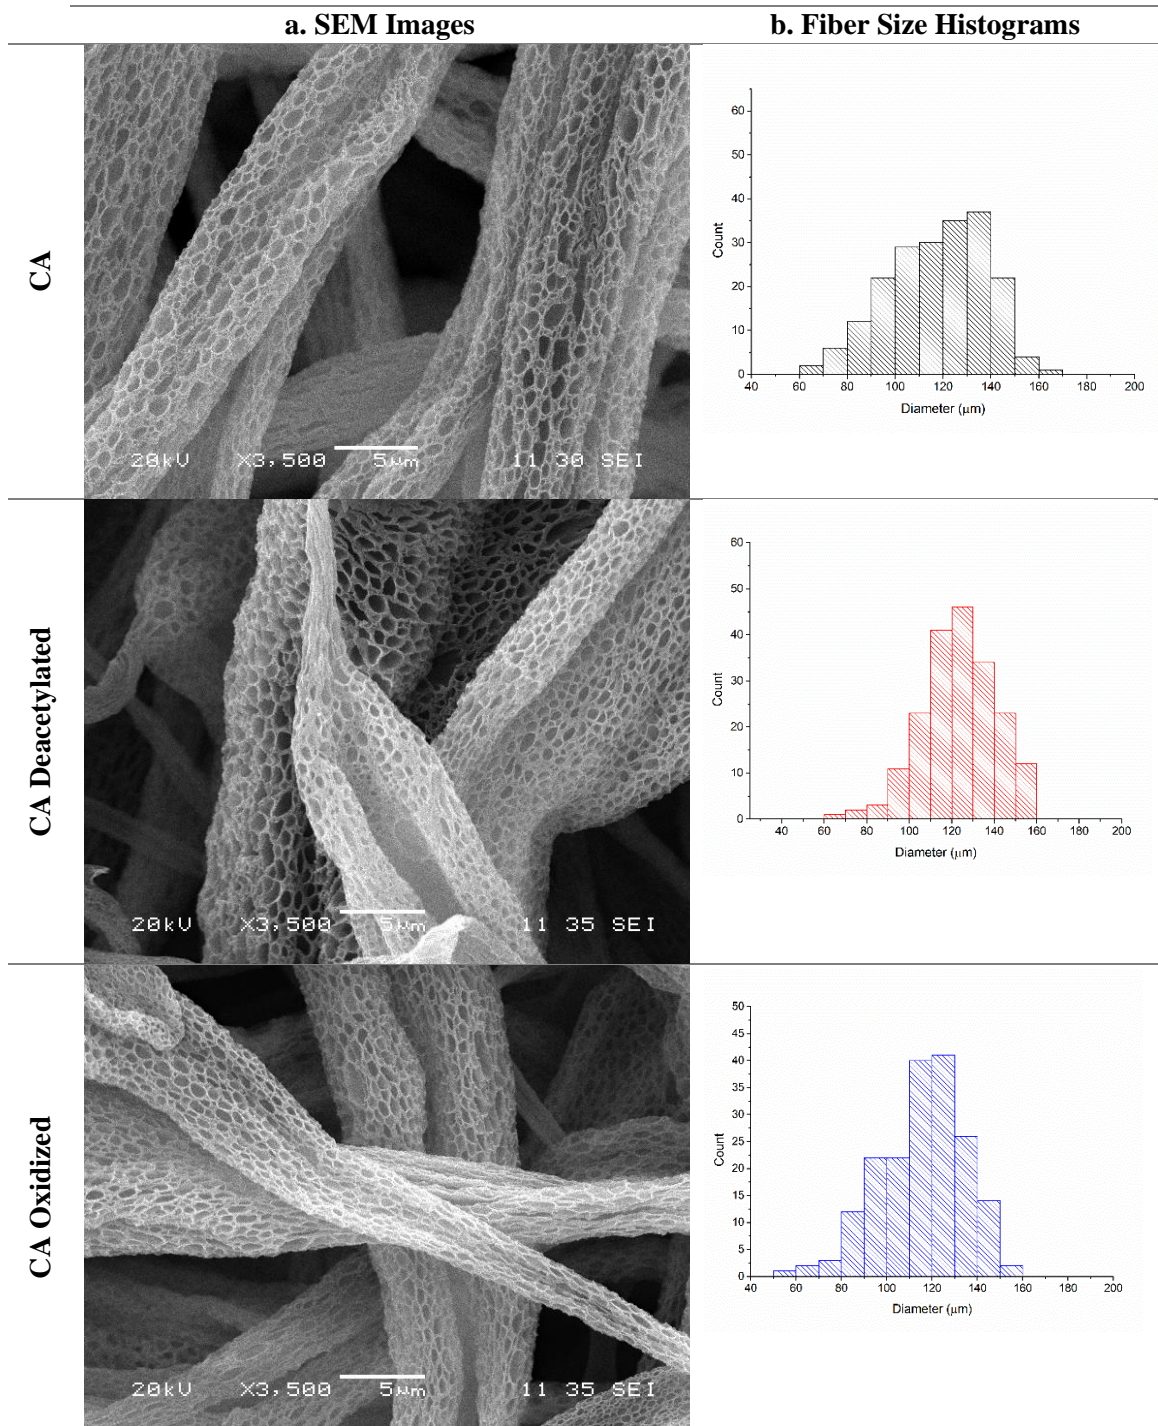 a. SEM Images
b. Fiber Size Histograms
CA
20kV X3,500 5μm 11 30 SEI
60
50
40
30
20
10
0
Count
40 60 80 100 120 140 160 180 200
Diameter (μm)
CA Deacetylated
20kV X3,500 5μm 11 35 SEI
60
50
40
30
20
10
0
Count
40 60 80 100 120 140 160 180 200
Diameter (μm)
CA Oxidized
20kV X3,500 5μm 11 35 SEI
50
45
40
35
30
25
20
15
10
5
0
Count
40 60 80 100 120 140 160 180 200
Diameter (μm)